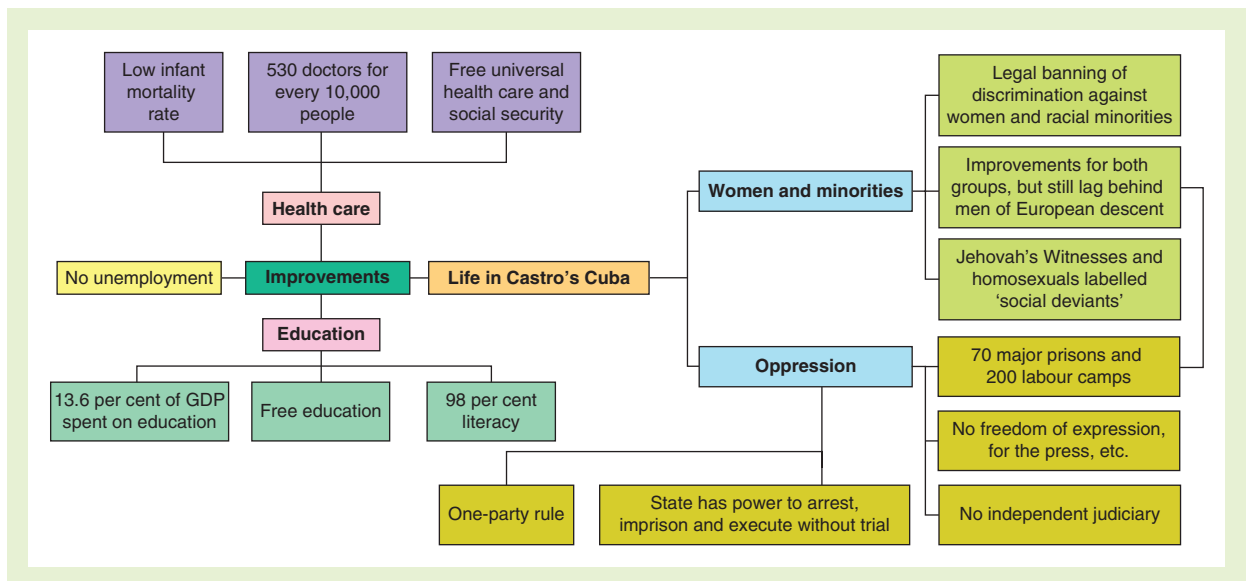 Low infant
mortality
rate
530 doctors for
every 10,000
people
Free universal
health care and
social security
Health care
No unemployment
Improvements
Life in Castro's Cuba
Education
13.6 per cent of GDP
spent on education
Free education
98 per cent
literacy
Women and minorities
Legal banning of
discrimination against
women and racial minorities
Improvements for both
groups, but still lag behind
men of European descent
Jehovah's Witnesses and
homosexuals labelled
‘social deviants’
Oppression
70 major prisons and
200 labour camps
No freedom of expression,
for the press, etc.
No independent judiciary
One-party rule
State has power to arrest,
imprison and execute without trial